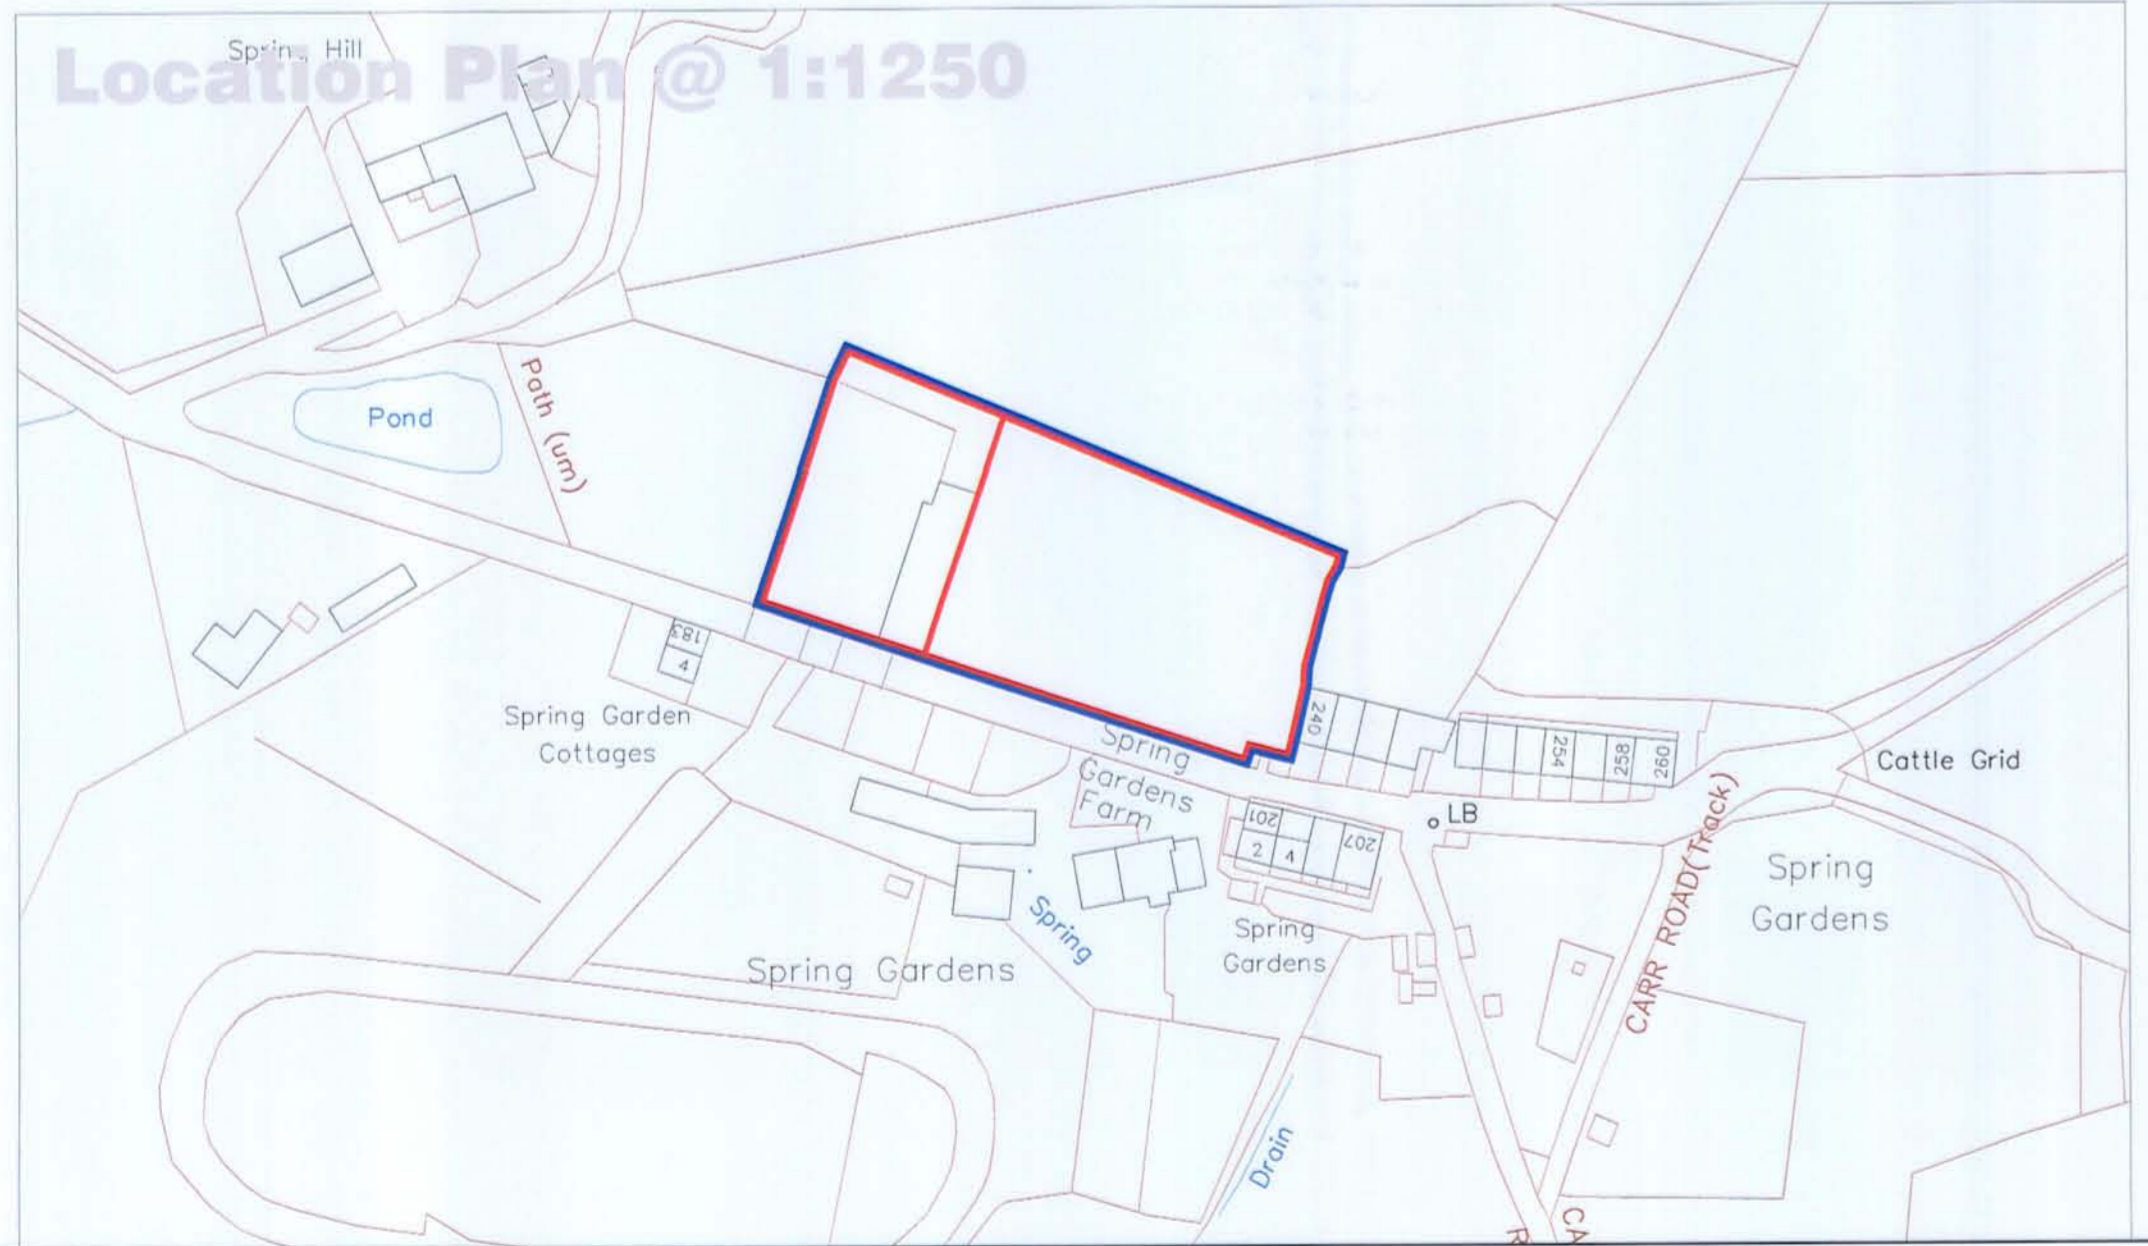 Location Plan @ 1:1250
Spring Hill
Pond
Path (um)
183
4
Spring Garden
Cottages
Spring
Gardens
Farm
240
254
258
260
Cattle Grid
LB
201
2
4
207
CARR ROAD(Track)
Spring
Gardens
Spring
Spring
Gardens
Spring Gardens
Drain
CA
R